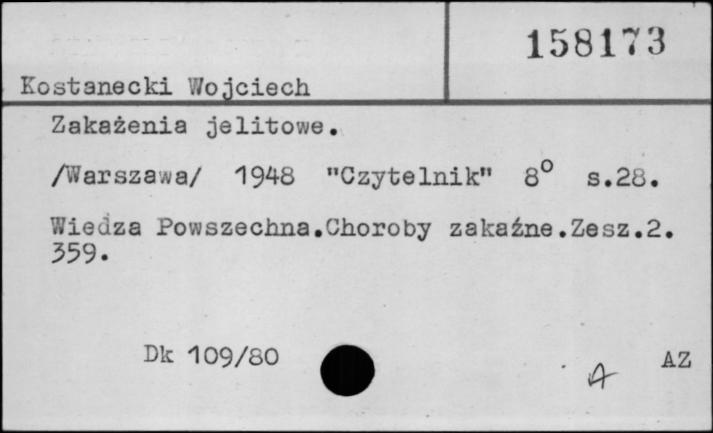 158173
Kostanecki Wojciech
Zakażenia jelitowe.
/Warszawa/ 1948 "Czytelnik" 8° s.28.
Wiedza Powszechna.Choroby zakaźne.Zesz.2.
359.
Dk 109/80
A AZ